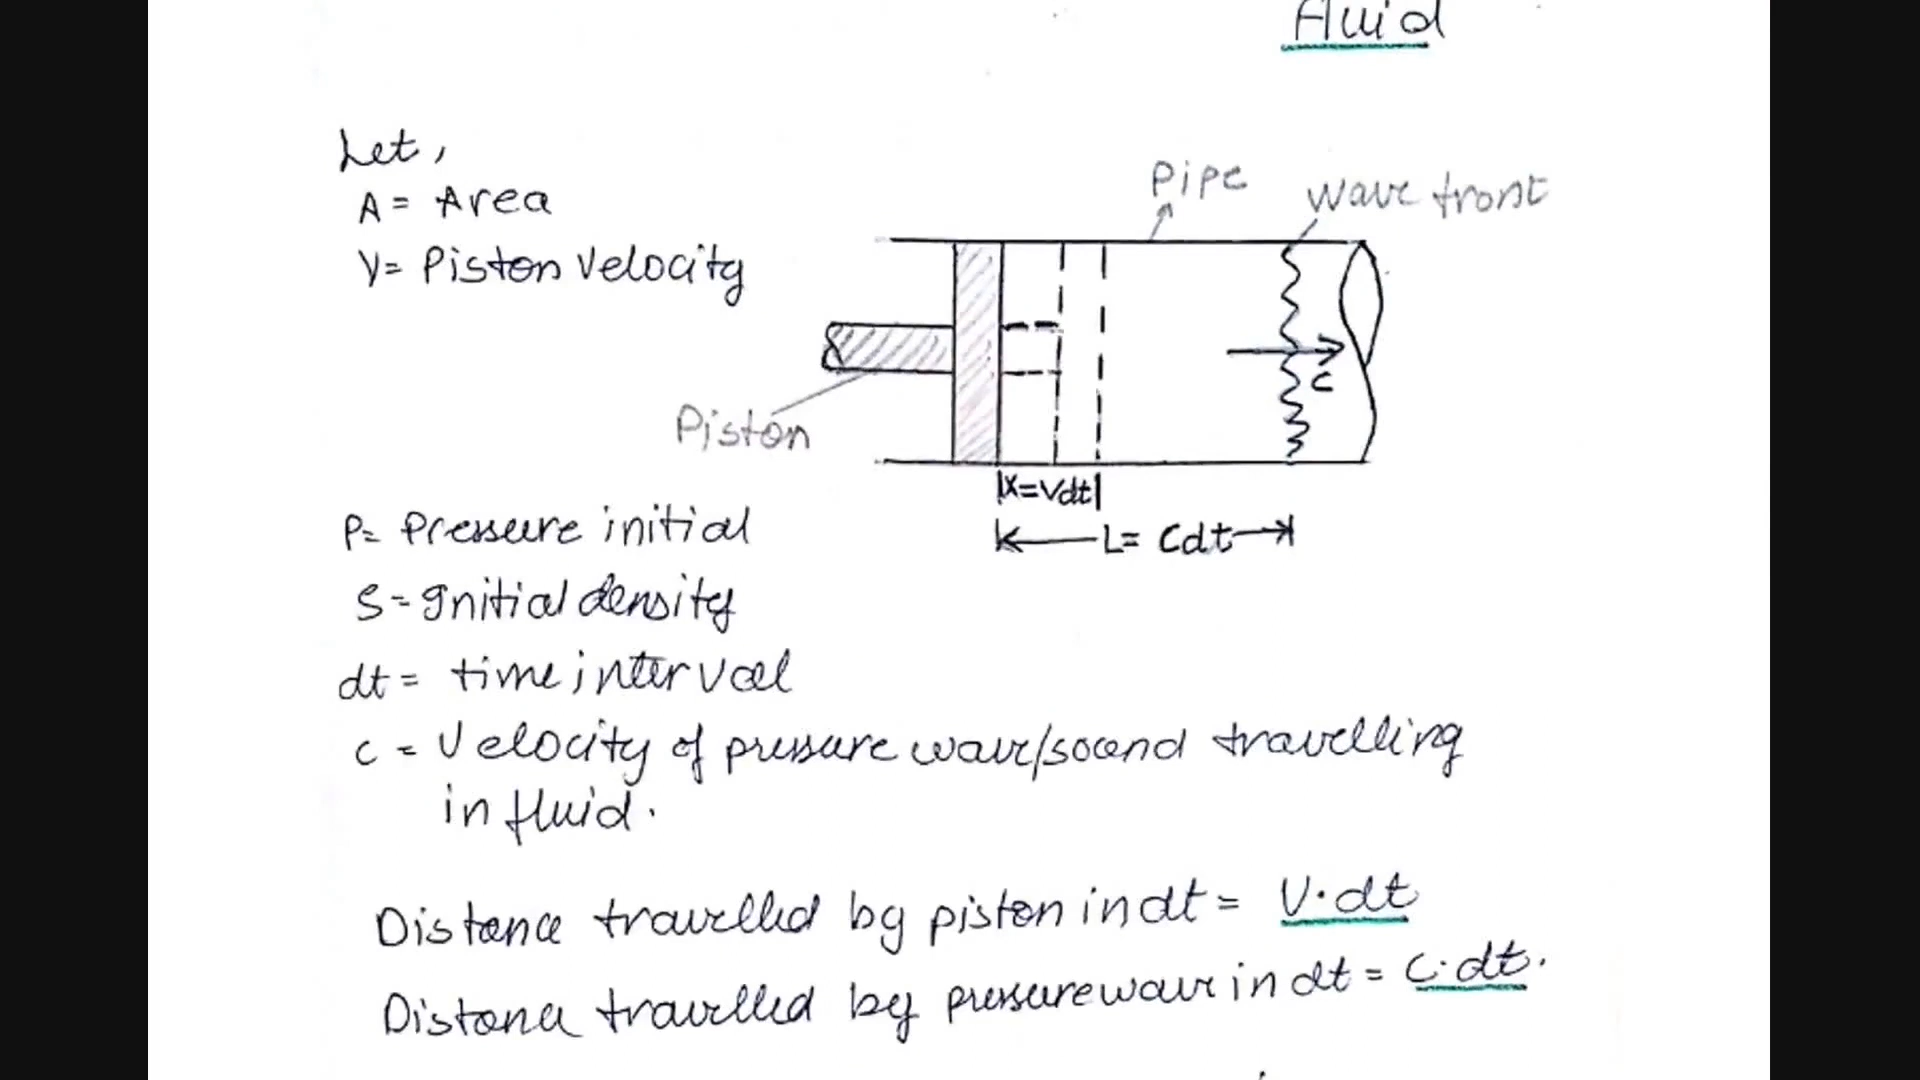 Fluid
Let,
A = Area
V = Piston velocity
Pipe
wave front
C
Piston
X=Vdt
L= Cdt
P= Pressure initial
S = Initial density
dt = time interval
C = Velocity of pressure wave/sound travelling
in fluid.
Distance travelled by piston in dt = V·dt
Distance travelled by pressure wave in dt = C·dt.